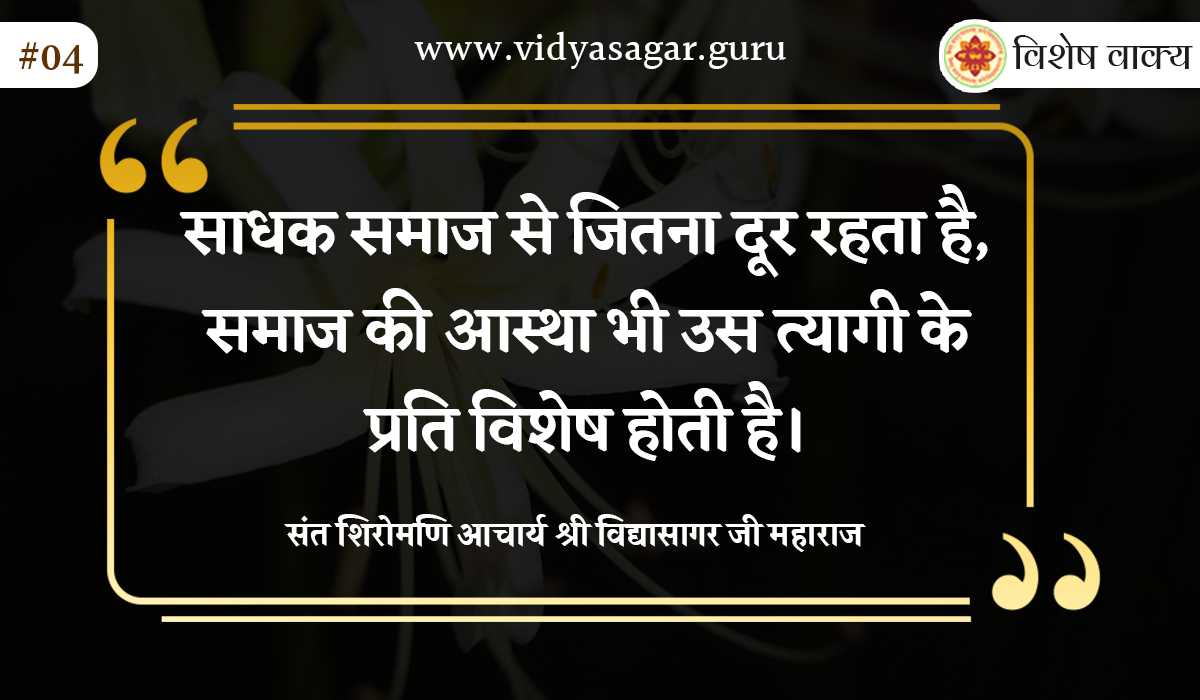 #04
www.vidyasagar.guru
विशेष वाक्य
साधक समाज से जितना दूर रहता है,
समाज की आस्था भी उस त्यागी के
प्रति विशेष होती है।
संत शिरोमणि आचार्य श्री विद्यासागर जी महाराज